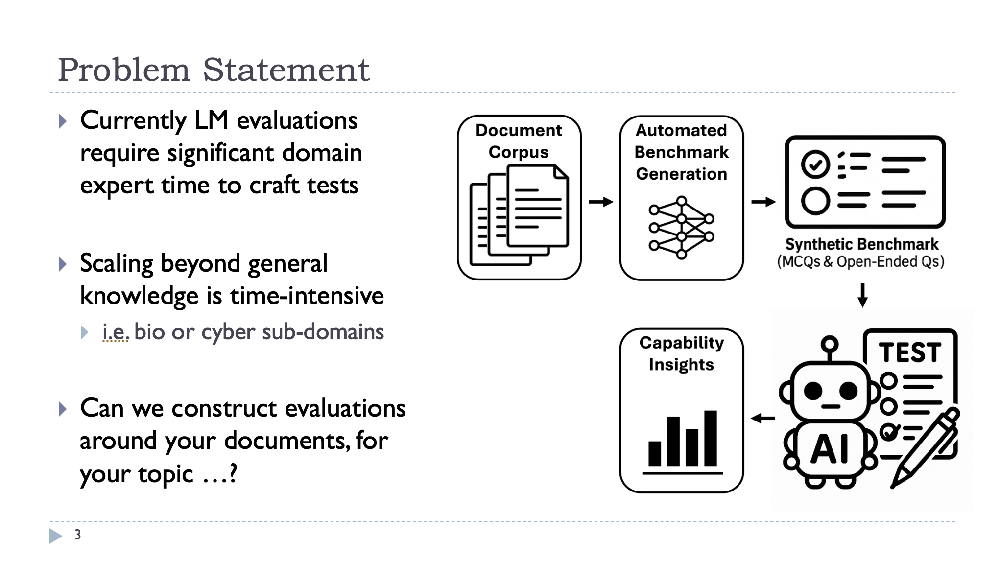 Problem Statement
Currently LM evaluations
require significant domain
expert time to craft tests
Scaling beyond general
knowledge is time-intensive
i.e. bio or cyber sub-domains
Can we construct evaluations
around your documents, for
your topic …?
Document
Corpus
Automated
Benchmark
Generation
Synthetic Benchmark
(MCQs & Open-Ended Qs)
TEST
AI
Capability
Insights
3